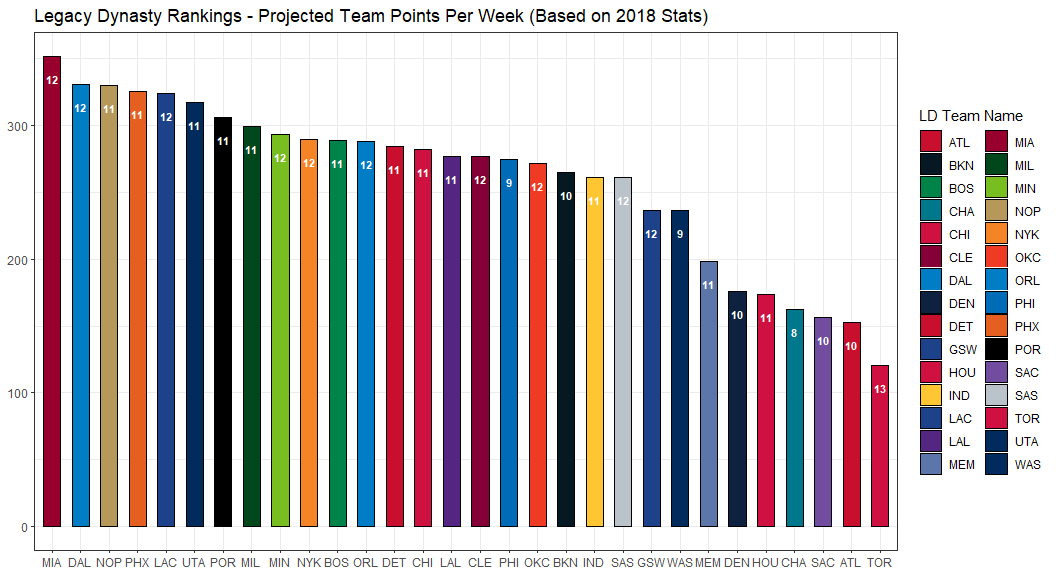 Legacy Dynasty Rankings - Projected Team Points Per Week (Based on 2018 Stats)
300
200
100
0
12 12 11 11 12 11 11 11 12 12 11 12 11 11 11 12 9 12 10 11 12 12 9 11 10 11 8 10 10 13
MIA DAL NOP PHX LAC UTA POR MIL MIN NYK BOS ORL DET CHI LAL CLE PHI OKC BKN IND SAS GSW WAS MEM DEN HOU CHA SAC ATL TOR
LD Team Name
ATL MIA
BKN MIL
BOS MIN
CHA NOP
CHI NYK
CLE OKC
DAL ORL
DEN PHI
DET PHX
GSW POR
HOU SAC
IND SAS
LAC TOR
LAL UTA
MEM WAS